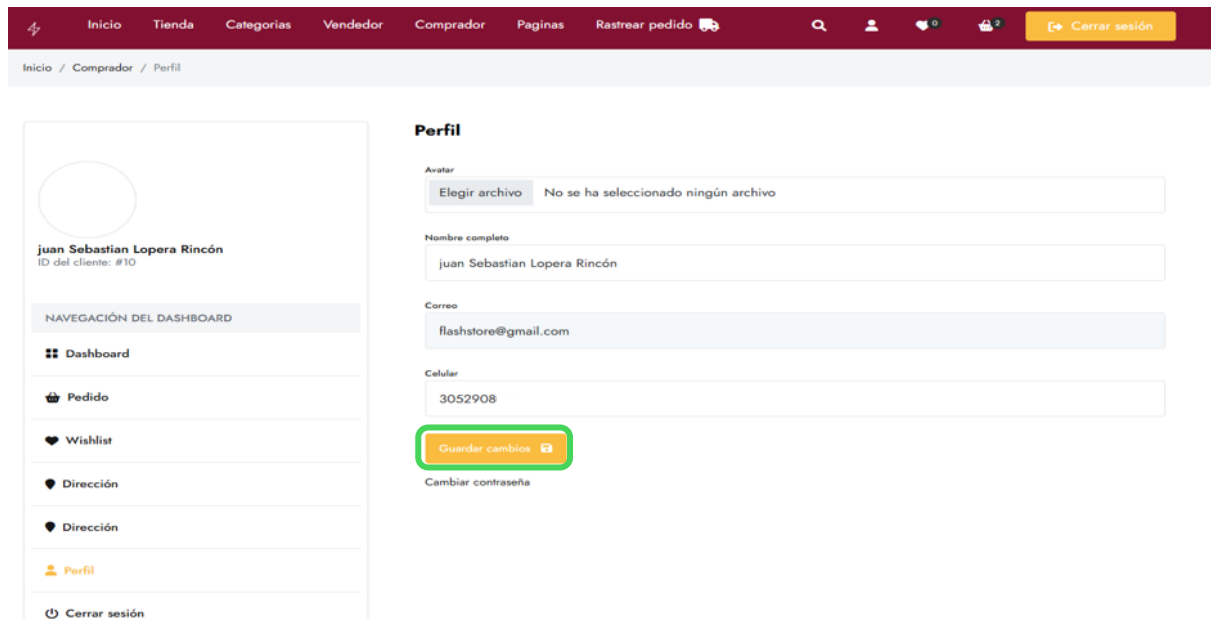 Inicio Tienda Categorias Vendedor Comprador Paginas Rastrear pedido 0 2 Cerrar sesión
Inicio / Comprador / Perfil
juan Sebastian Lopera Rincón
ID del cliente: #10
NAVEGACIÓN DEL DASHBOARD
Dashboard
Pedido
Wishlist
Dirección
Dirección
Perfil
Cerrar sesión
Perfil
Avatar
Elegir archivo No se ha seleccionado ningún archivo
Nombre completo
juan Sebastian Lopera Rincón
Correo
flashstore@gmail.com
Celular
3052908
Guardar cambios
Cambiar contraseña